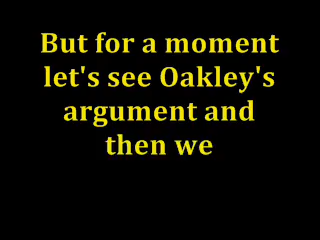 But for a moment
let's see Oakley's
argument and
then we